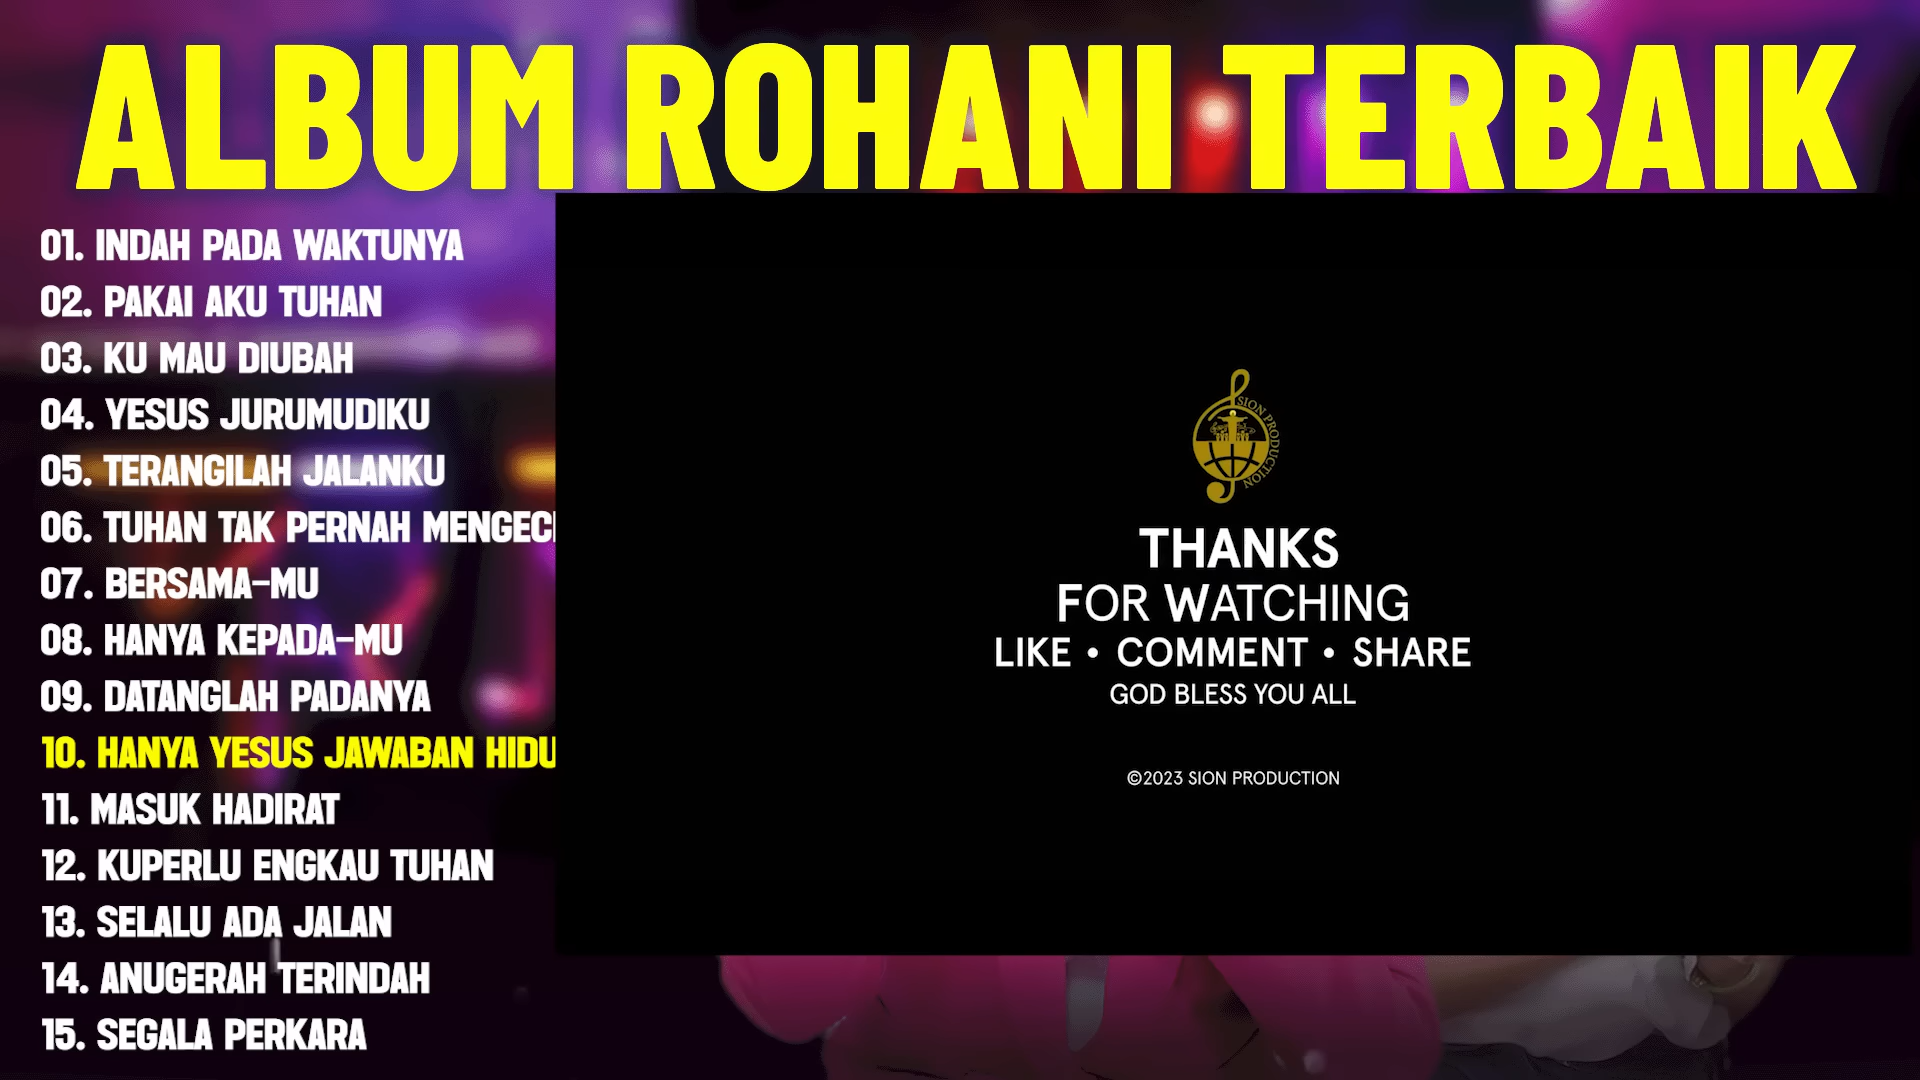 ALBUM ROHANI TERBAIK
01. INDAH PADA WAKTUNYA
02. PAKAI AKU TUHAN
03. KU MAU DIUBAH
04. YESUS JURUMUDIKU
05. TERANGILAH JALANKU
06. TUHAN TAK PERNAH
07. BERSAMA-MU
08. HANYA KEPADA-MU
09. DATANGLAH PADANYA
10. HANYA YESUS JAWABAN HIDU
11. MASUK HADIRAT
12. KUPERLU ENGKAU TUHAN
13. SELALU ADA JALAN
14. ANUGERAH TERINDAH
15. SEGALA PERKARA
SION PRODUCTION
THANKS
FOR WATCHING
LIKE • COMMENT • SHARE
GOD BLESS YOU ALL
©2023 SION PRODUCTION